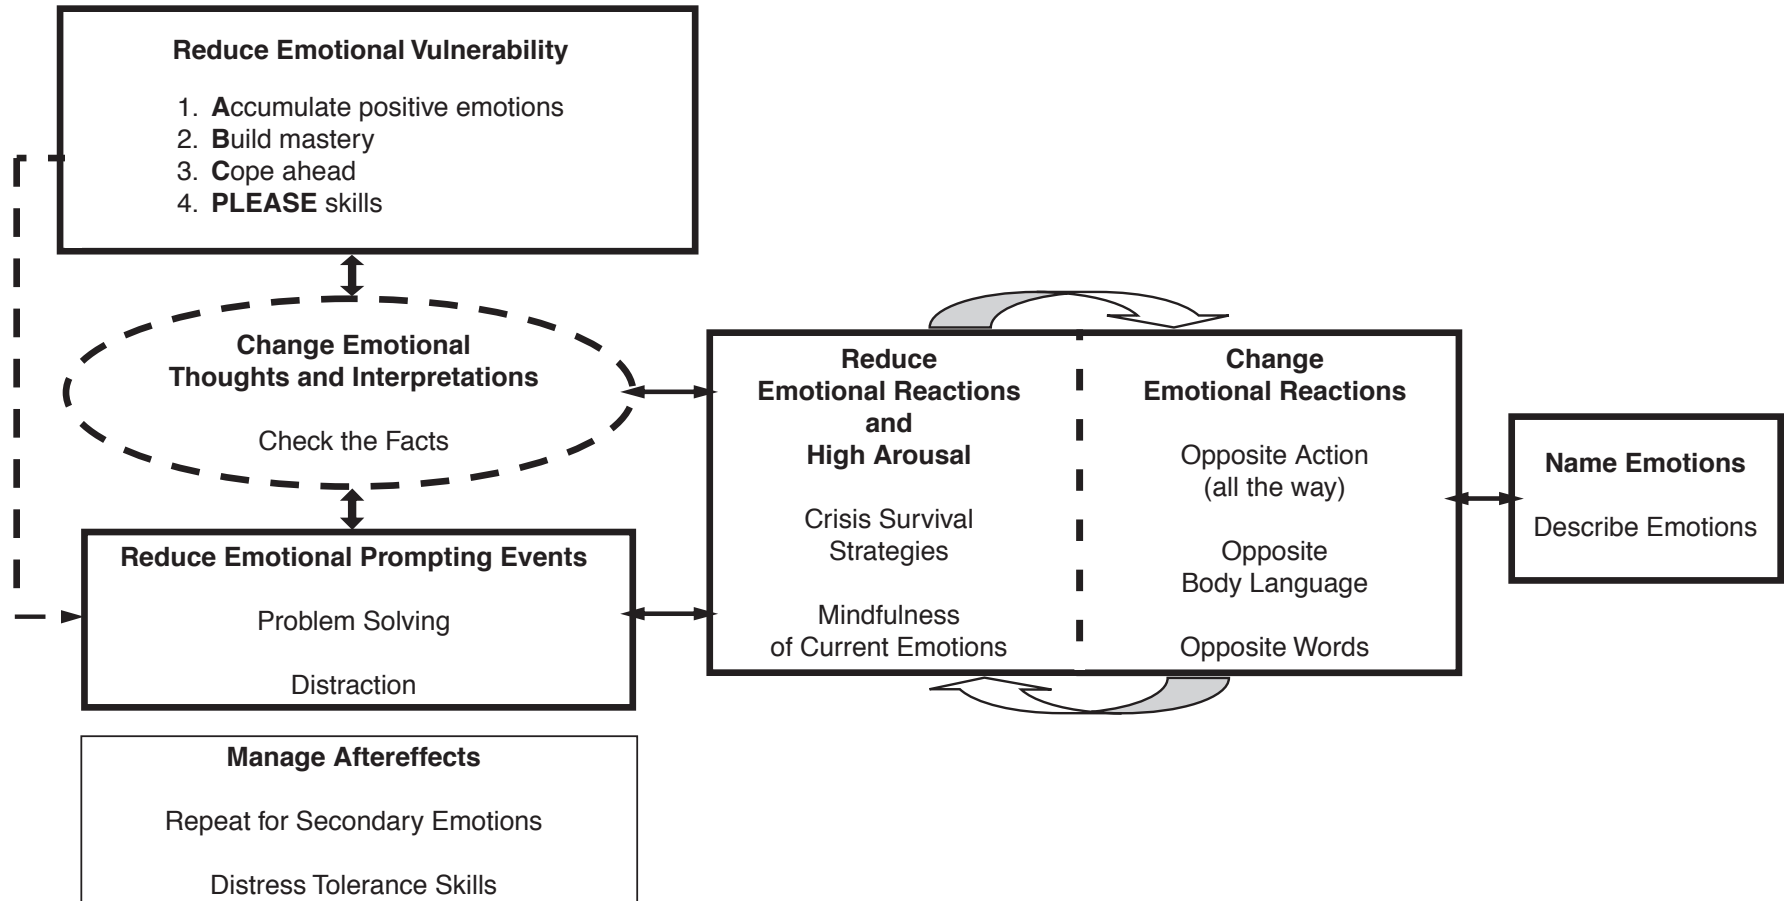 Reduce Emotional Vulnerability
1. Accumulate positive emotions
2. Build mastery
3. Cope ahead
4. PLEASE skills
Change Emotional
Thoughts and Interpretations
Check the Facts
Reduce Emotional Prompting Events
Problem Solving
Distraction
Manage Aftereffects
Repeat for Secondary Emotions
Distress Tolerance Skills
Reduce
Emotional Reactions
and
High Arousal
Crisis Survival
Strategies
Mindfulness
of Current Emotions
Change
Emotional Reactions
Opposite Action
(all the way)
Opposite
Body Language
Opposite Words
Name Emotions
Describe Emotions